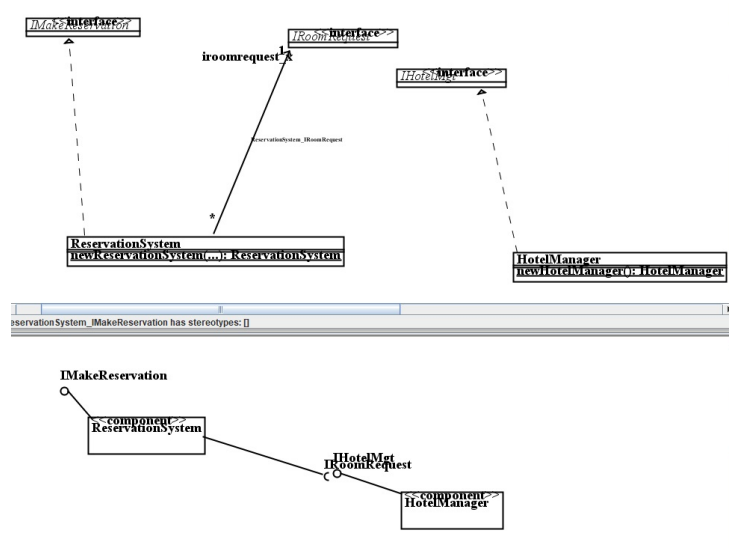 <<interface>>
IMakeReservation
<<interface>>
IRoomRequest
1
iroomrequest_x
<<interface>>
IHotelMgt
ReservationSystem_IRoomRequest
*
ReservationSystem
newReservationSystem(...): ReservationSystem
HotelManager
newHotelManager(): HotelManager
eservationSystem_IMakeReservation has stereotypes: []
IMakeReservation
<<component>>
ReservationSystem
IHotelMgt
IRoomRequest
<<component>>
HotelManager